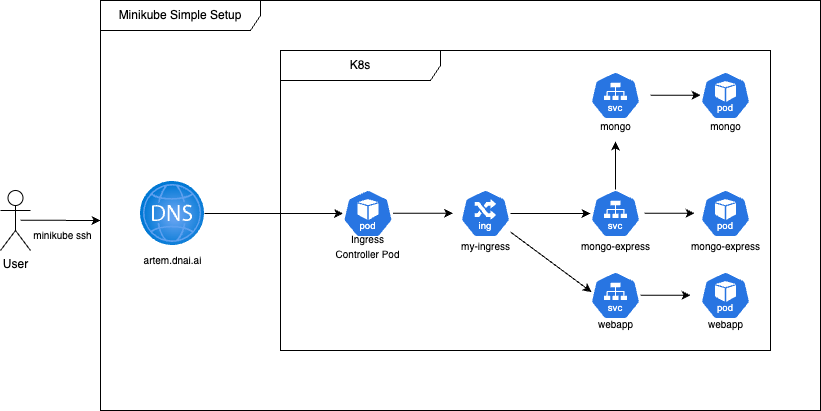 Minikube Simple Setup
K8s
svc
mongo
pod
mongo
User
minikube ssh
DNS
artem.dnai.ai
pod
Ingress
Controller Pod
ing
my-ingress
svc
mongo-express
pod
mongo-express
svc
webapp
pod
webapp